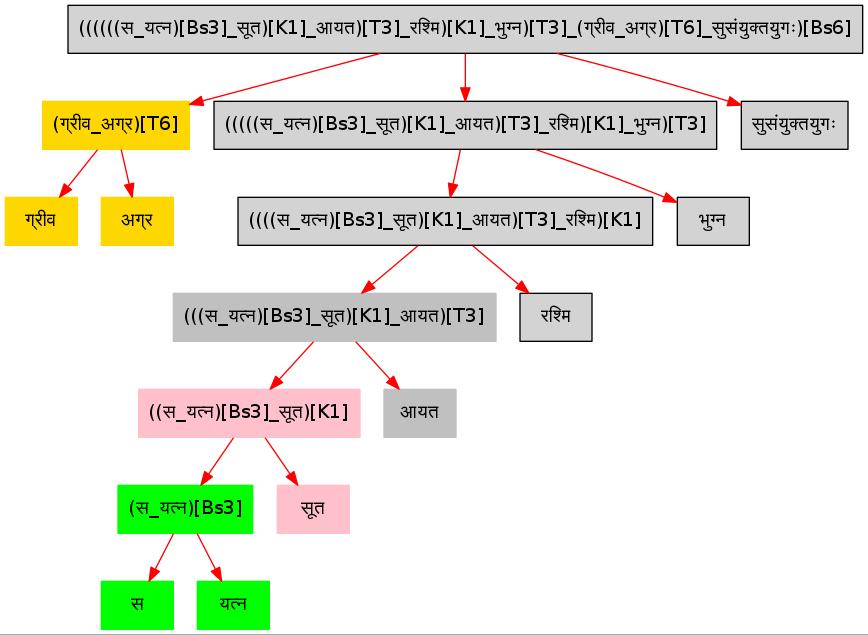 ((((((स_यत्न)[Bs3]_सूत)[K1]_आयत)[T3]_रश्मि)[K1]_भुग्न)[T3]_(ग्रीव_अग्र)[T6]_सुसंयुक्तयुगः)[Bs6]
(ग्रीव_अग्र)[T6]
(((((स_यत्न)[Bs3]_सूत)[K1]_आयत)[T3]_रश्मि)[K1]_भुग्न)[T3]
सुसंयुक्तयुगः
ग्रीव
अग्र
((((स_यत्न)[Bs3]_सूत)[K1]_आयत)[T3]_रश्मि)[K1]
भुग्न
(((स_यत्न)[Bs3]_सूत)[K1]_आयत)[T3]
रश्मि
((स_यत्न)[Bs3]_सूत)[K1]
आयत
(स_यत्न)[Bs3]
सूत
स
यत्न